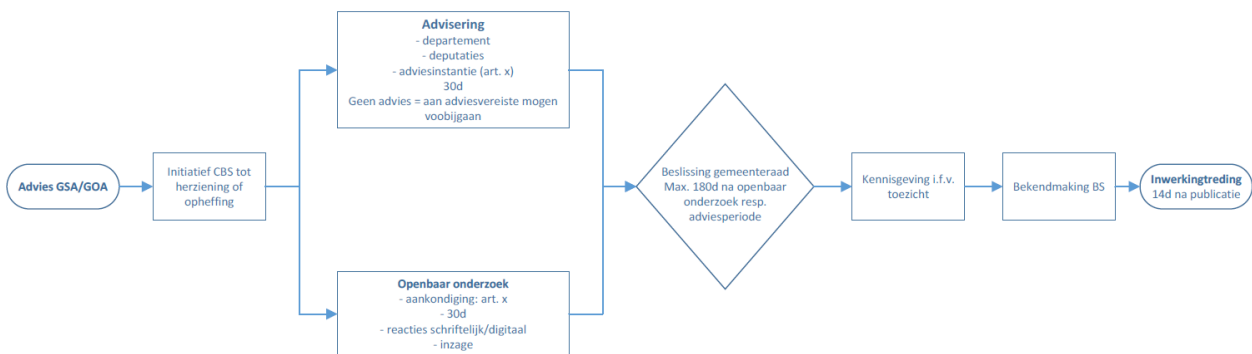 Advies GSA/GOA
Initiatief CBS tot
herziening of
opheffing
Advisering
- departement
- deputaties
- adviesinstantie (art. x)
30d
Geen advies = aan adviesvereiste mogen
voobijgaan
Openbaar onderzoek
- aankondiging: art. x
- 30d
- reacties schriftelijk/digitaal
- inzage
Beslissing gemeenteraad
Max. 180d na openbaar
onderzoek resp.
adviesperiode
Kennisgeving i.f.v.
toezicht
Bekendmaking BS
Inwerkingtreding
14d na publicatie